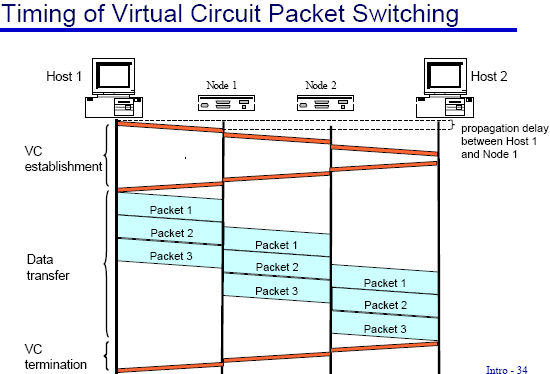 Timing of Virtual Circuit Packet Switching
Host 1
Node 1
Node 2
Host 2
propagation delay
between Host 1
and Node 1
VC
establishment
Data
transfer
Packet 1
Packet 2
Packet 3
Packet 1
Packet 2
Packet 3
Packet 1
Packet 2
Packet 3
VC
termination
Intro - 34